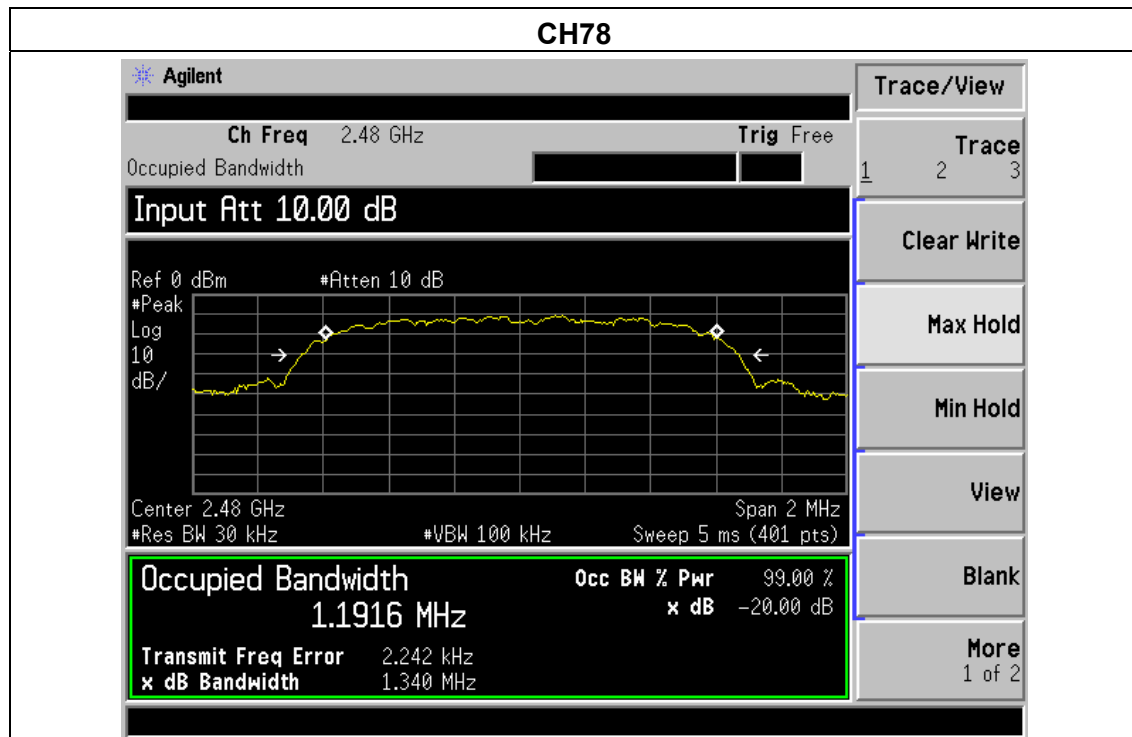 CH78
Agilent
Trace/View
Ch Freq 2.48 GHz Trig Free
Occupied Bandwidth
Trace
1 2 3
Input Att 10.00 dB
Clear Write
Ref 0 dBm #Atten 10 dB
#Peak
Log
10
dB/
Max Hold
Min Hold
View
Center 2.48 GHz Span 2 MHz
#Res BW 30 kHz #VBW 100 kHz Sweep 5 ms (401 pts)
Occupied Bandwidth Occ BW % Pwr 99.00 %
1.1916 MHz x dB -20.00 dB
Blank
Transmit Freq Error 2.242 kHz
x dB Bandwidth 1.340 MHz
More
1 of 2